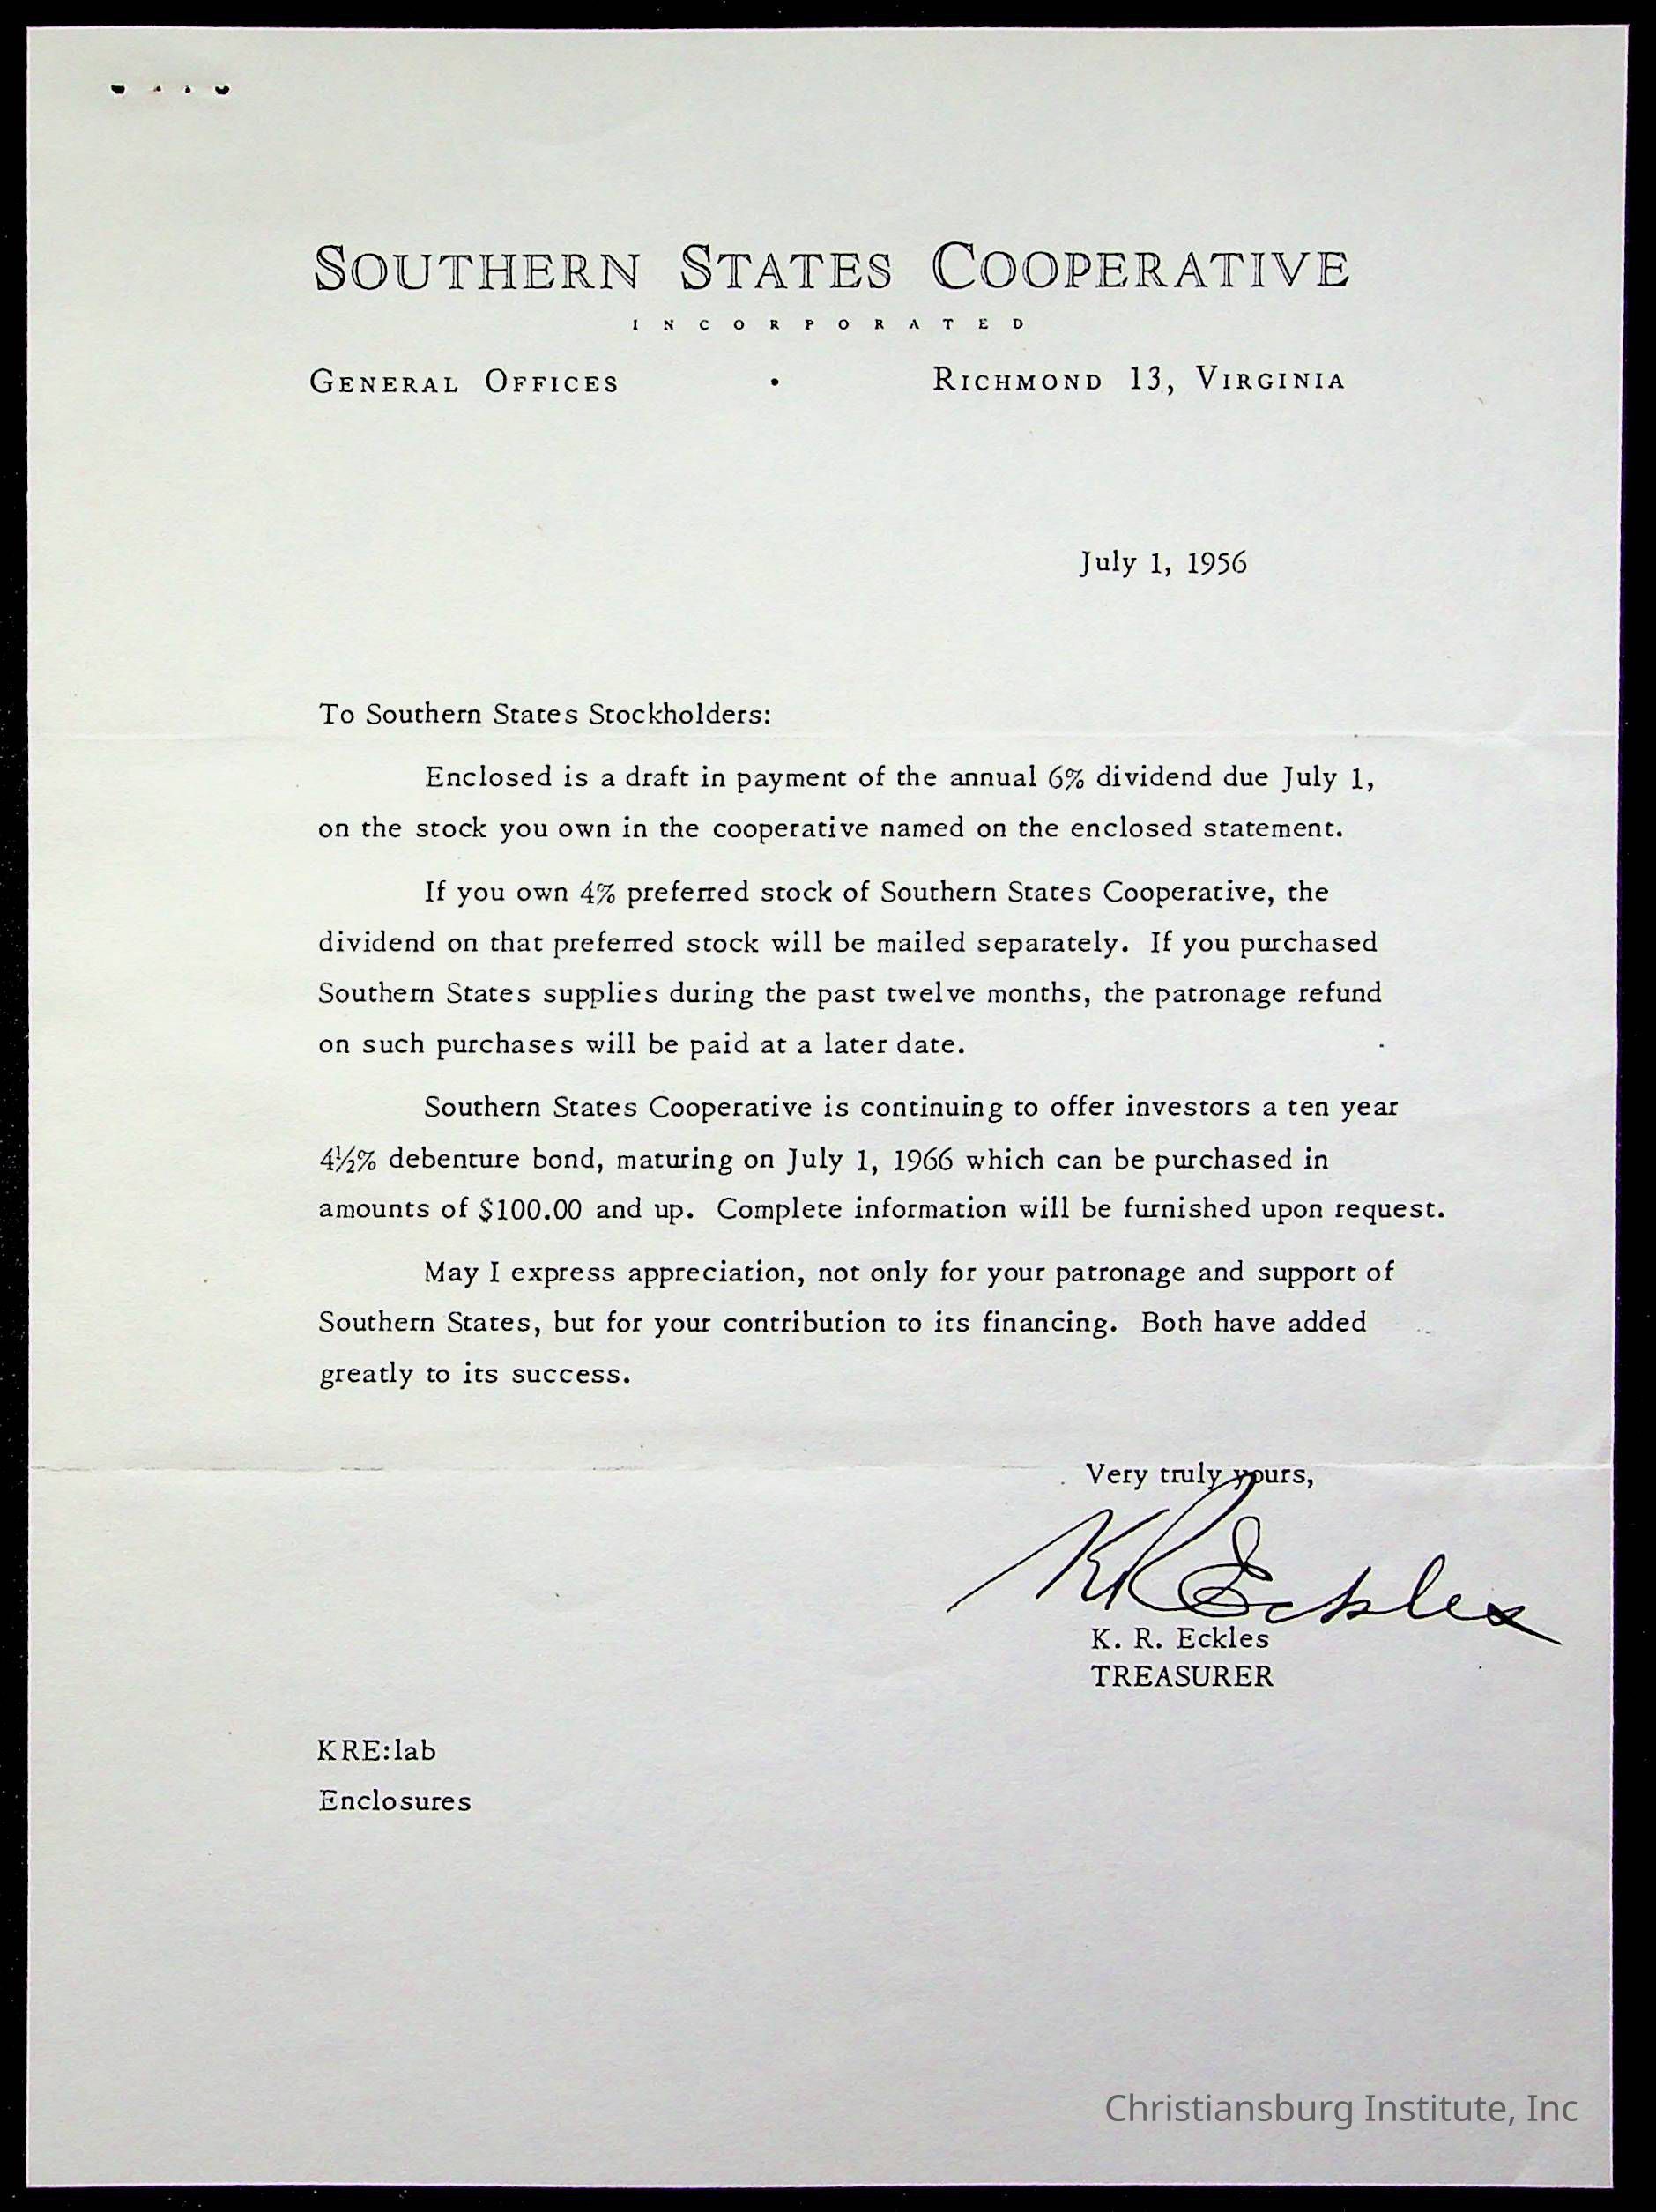 SOUTHERN STATES COOPERATIVE
INCORPORATED
GENERAL OFFICES • RICHMOND 13, VIRGINIA
July 1, 1956
To Southern States Stockholders:
Enclosed is a draft in payment of the annual 6% dividend due July 1,
on the stock you own in the cooperative named on the enclosed statement.
If you own 4% preferred stock of Southern States Cooperative, the
dividend on that preferred stock will be mailed separately. If you purchased
Southern States supplies during the past twelve months, the patronage refund
on such purchases will be paid at a later date.
Southern States Cooperative is continuing to offer investors a ten year
4½% debenture bond, maturing on July 1, 1966 which can be purchased in
amounts of $100.00 and up. Complete information will be furnished upon request.
May I express appreciation, not only for your patronage and support of
Southern States, but for your contribution to its financing. Both have added
greatly to its success.
Very truly yours,
K R Eckles
K. R. Eckles
TREASURER
KRE:lab
Enclosures
Christiansburg Institute, Inc